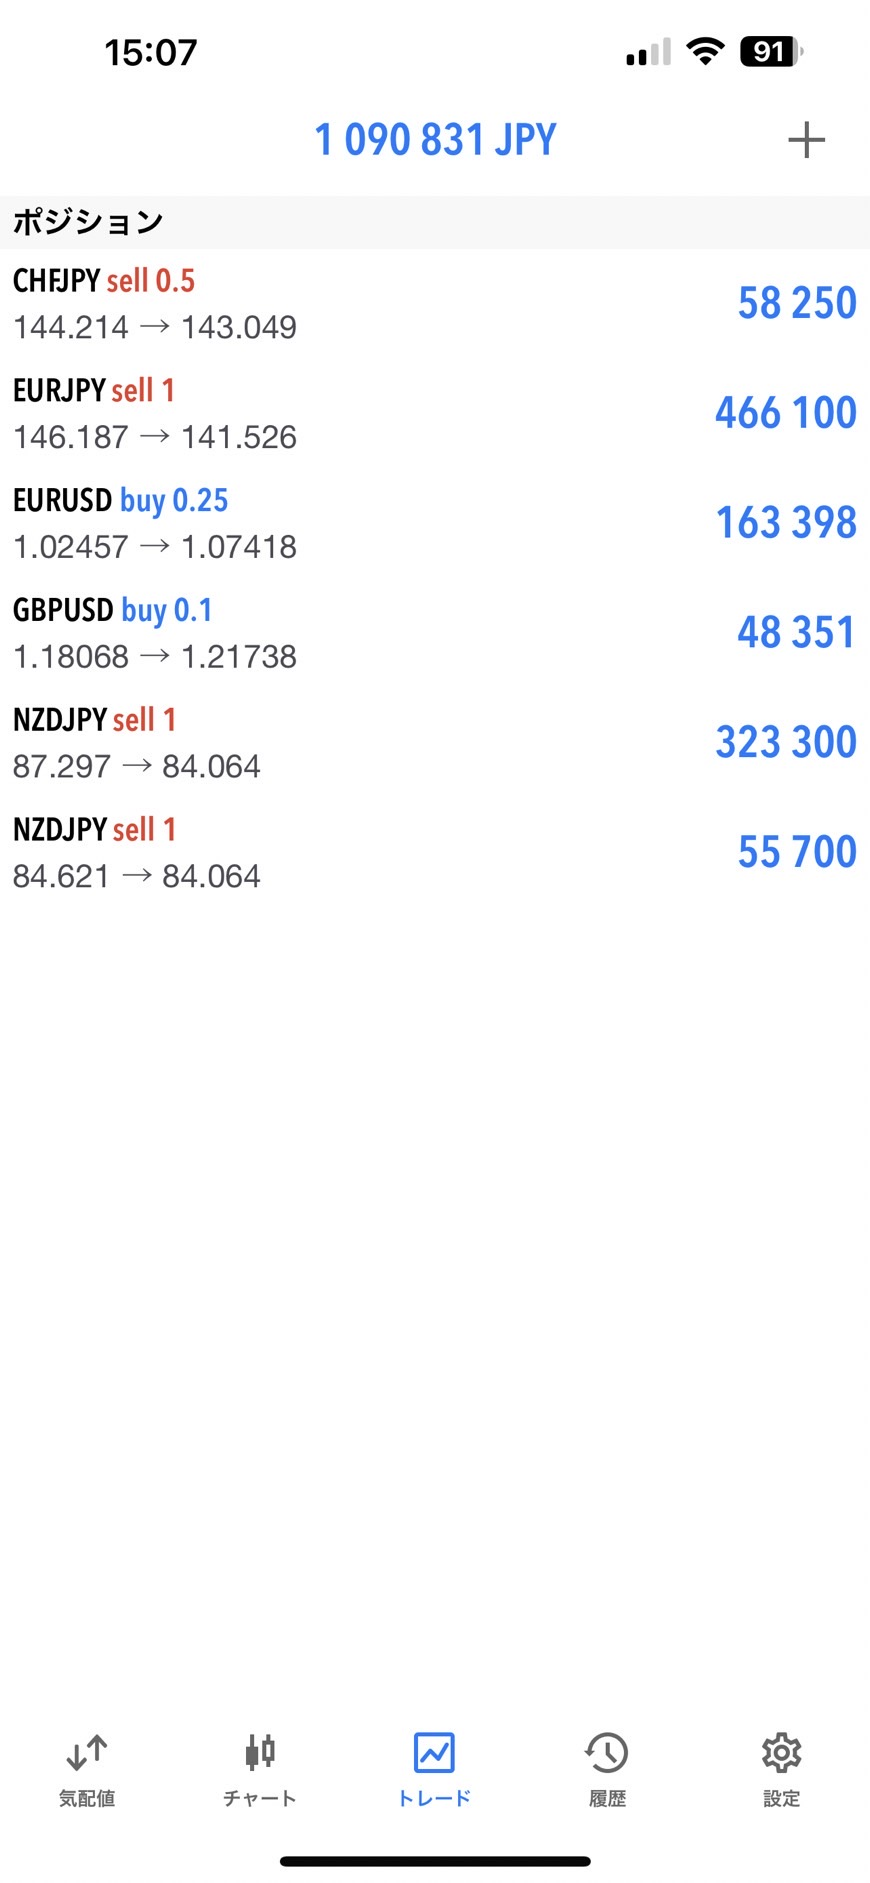 15:07
91
1 090 831 JPY
ポジション
CHFJPY sell 0.5
144.214 → 143.049
58 250
EURJPY sell 1
146.187 → 141.526
466 100
EURUSD buy 0.25
1.02457 → 1.07418
163 398
GBPUSD buy 0.1
1.18068 → 1.21738
48 351
NZDJPY sell 1
87.297 → 84.064
323 300
NZDJPY sell 1
84.621 → 84.064
55 700
気配値
チャート
トレード
履歴
設定